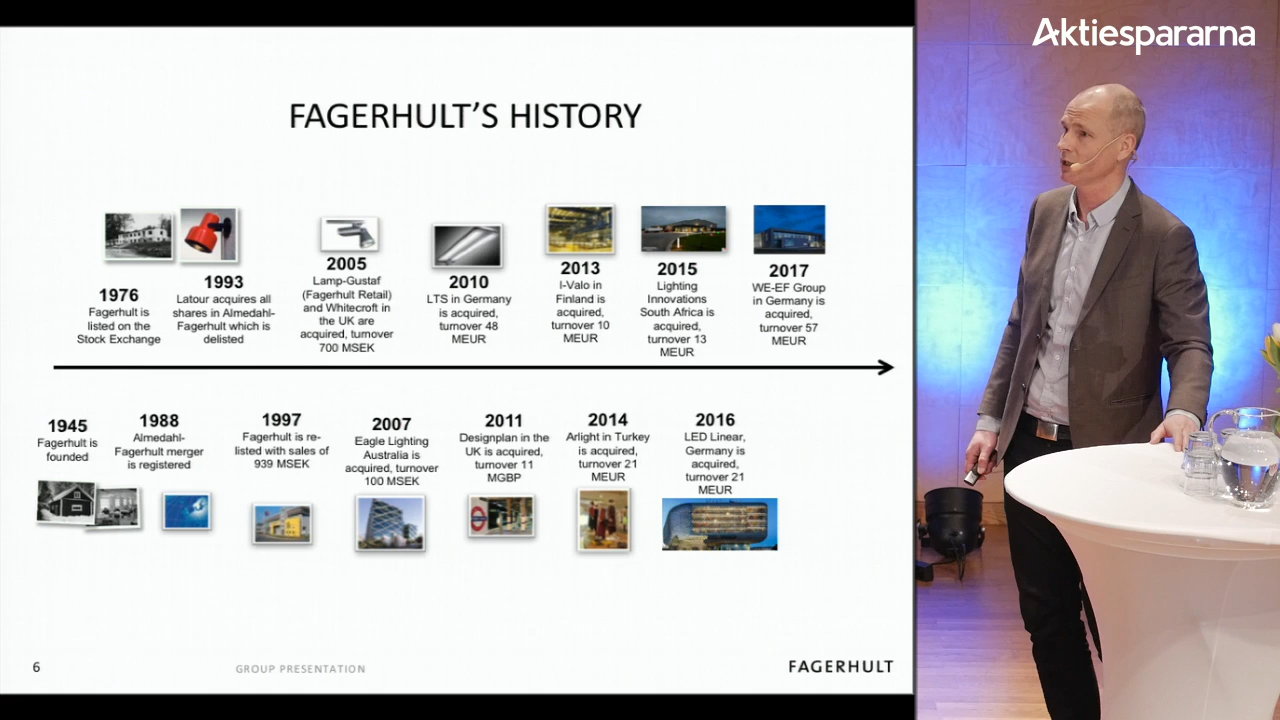 Aktiespararna
FAGERHULT'S HISTORY
1976
Fagerhult is
listed on the
Stock Exchange
1993
Latour acquires all
shares in Almedahl-
Fagerhult which is
delisted
2005
Lamp-Gustaf
(Fagerhult Retail)
and Whitecroft in
the UK are
acquired, turnover
700 MSEK
2010
LTS in Germany
is acquired,
turnover 48
MEUR
2013
I-Valo in
Finland is
acquired,
turnover 10
MEUR
2015
Lighting
Innovations
South Africa is
acquired,
turnover 13
MEUR
2017
WE-EF Group
in Germany is
acquired,
turnover 57
MEUR
1945
Fagerhult is
founded
1988
Almedahl-
Fagerhult merger
is registered
1997
Fagerhult is re-
listed with sales of
939 MSEK
2007
Eagle Lighting
Australia is
acquired, turnover
100 MSEK
2011
Designplan in the
UK is acquired,
turnover 11
MGBP
2014
Arlight in Turkey
is acquired,
turnover 21
MEUR
2016
LED Linear,
Germany is
acquired,
turnover 21
MEUR
6
GROUP PRESENTATION
FAGERHULT